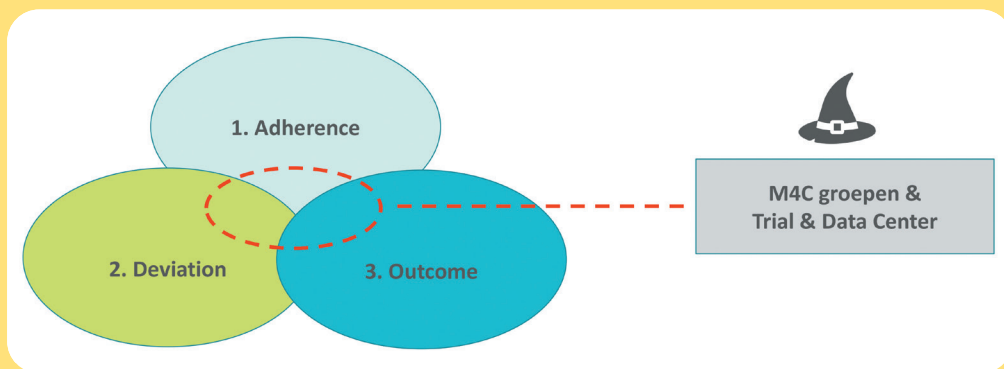 1. Adherence
2. Deviation
3. Outcome
M4C groepen &
Trial & Data Center